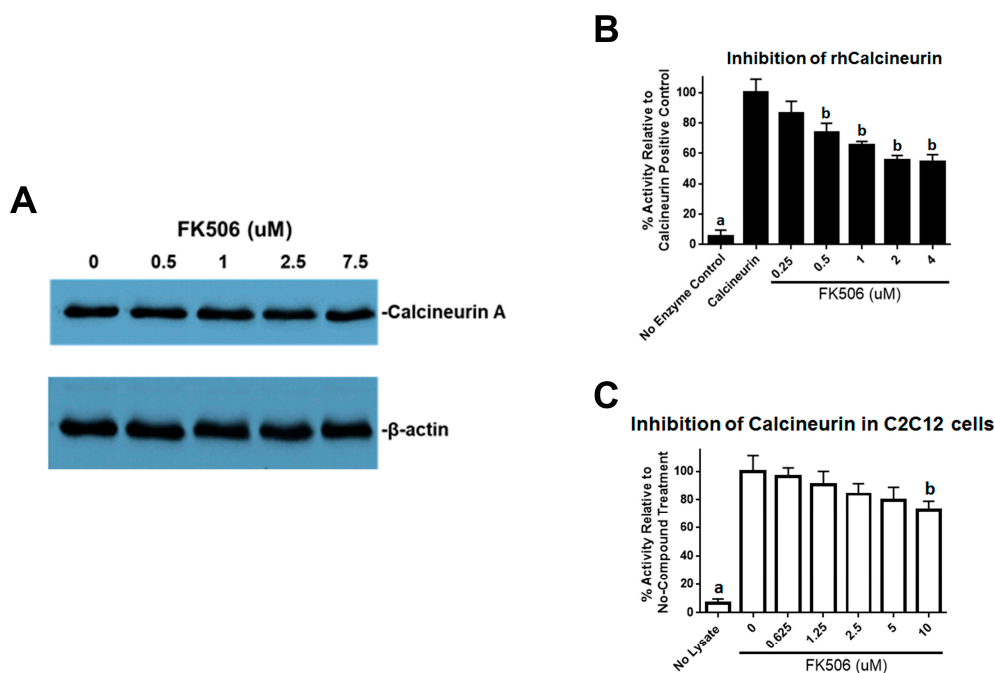 A
FK506 (uM)
0 0.5 1 2.5 7.5
-Calcineurin A
-β-actin
B
Inhibition of rhCalcineurin
% Activity Relative to
Calcineurin Positive Control
100
80
60
40
20
0
a
b
b
b
b
No Enzyme Control
Calcineurin
0.25
0.5
1
2
4
FK506 (uM)
C
Inhibition of Calcineurin in C2C12 cells
% Activity Relative to
No-Compound Treatment
100
80
60
40
20
0
a
b
No Lysate
0
0.625
1.25
2.5
5
10
FK506 (uM)